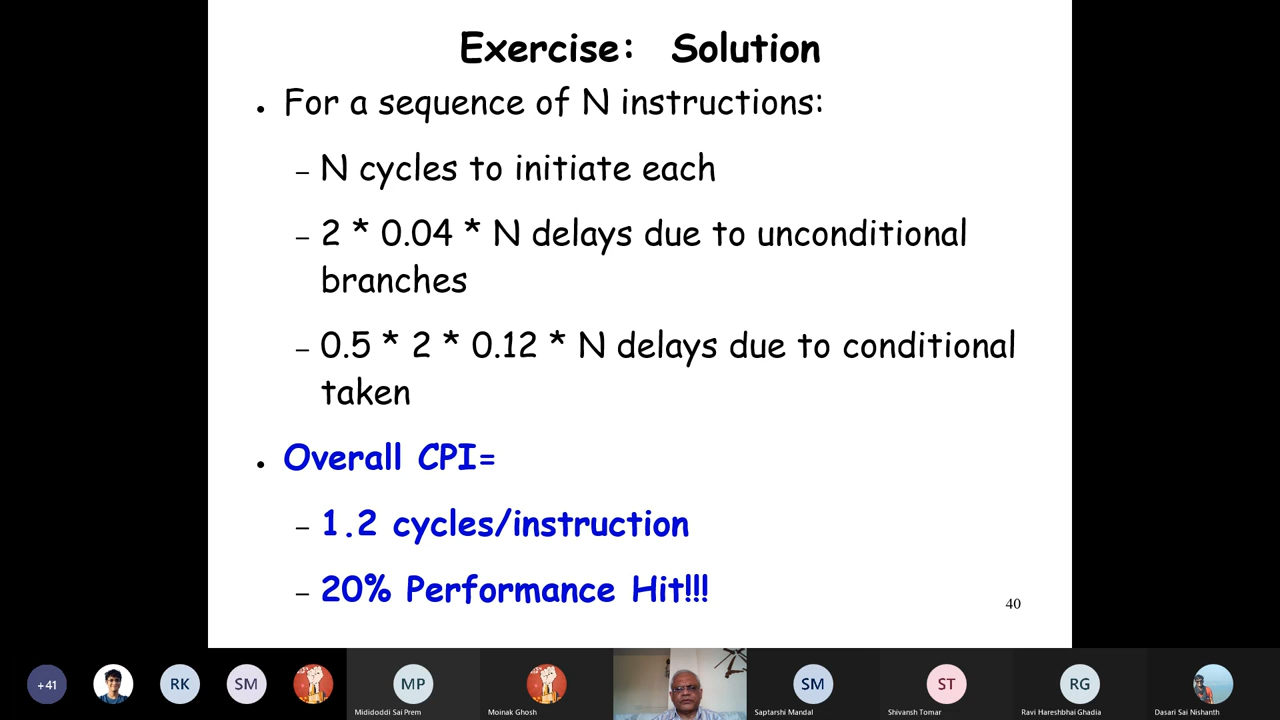 Exercise: Solution
• For a sequence of N instructions:
– N cycles to initiate each
– 2 * 0.04 * N delays due to unconditional
branches
– 0.5 * 2 * 0.12 * N delays due to conditional
taken
• Overall CPI=
– 1.2 cycles/instruction
– 20% Performance Hit!!!
40
+41
RK
SM
MP
SM
ST
RG
Mididoddi Sai Prem
Moinak Ghosh
Saptarshi Mandal
Shivansh Tomar
Ravi Hareshbhai Ghadia
Dasari Sai Nishanth